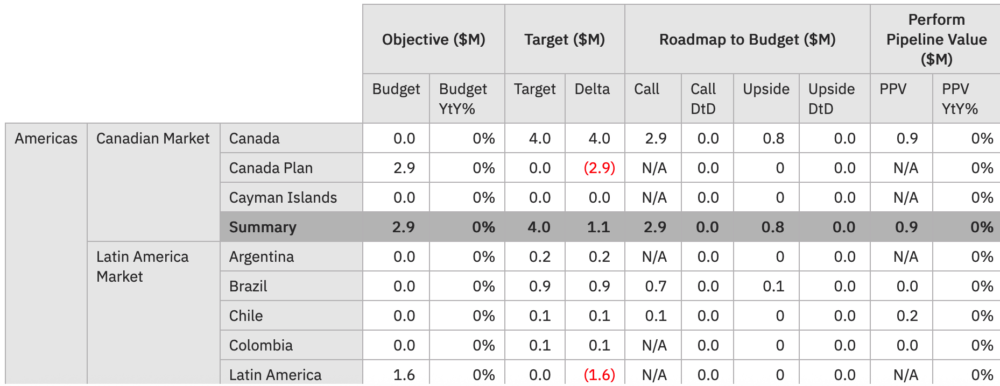 Objective ($M) Target ($M) Roadmap to Budget ($M) Perform Pipeline Value ($M)
Budget Budget YtY% Target Delta Call Call DtD Upside Upside DtD PPV PPV YtY%
Americas Canadian Market Canada 0.0 0% 4.0 4.0 2.9 0.0 0.8 0.0 0.9 0%
Canada Plan 2.9 0% 0.0 (2.9) N/A 0.0 0 0.0 N/A 0%
Cayman Islands 0.0 0% 0.0 0.0 N/A 0.0 0 0.0 N/A 0%
Summary 2.9 0% 4.0 1.1 2.9 0.0 0.8 0.0 0.9 0%
Latin America Market Argentina 0.0 0% 0.2 0.2 N/A 0.0 0 0.0 N/A 0%
Brazil 0.0 0% 0.9 0.9 0.7 0.0 0.1 0.0 0.0 0%
Chile 0.0 0% 0.1 0.1 0.1 0.0 0 0.0 0.2 0%
Colombia 0.0 0% 0.1 0.1 N/A 0.0 0 0.0 0.0 0%
Latin America 1.6 0% 0.0 (1.6) N/A 0.0 0 0.0 N/A 0%